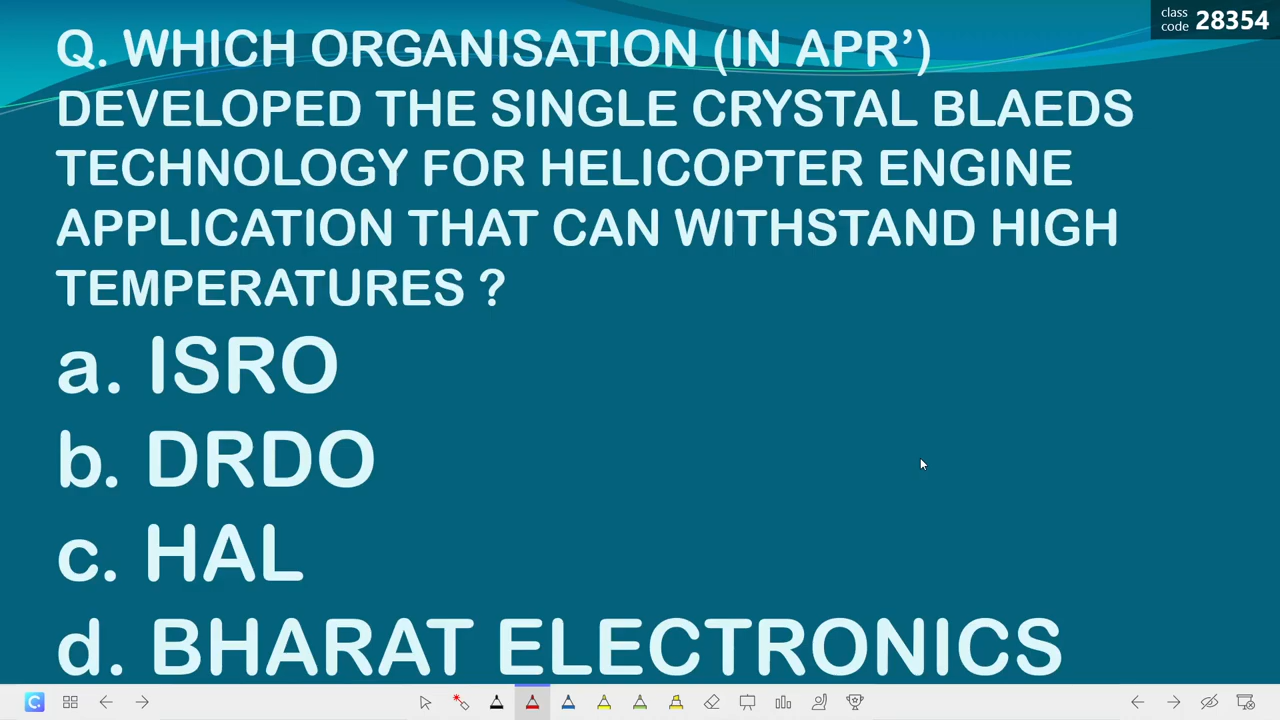 class
code 28354
Q. WHICH ORGANISATION (IN APR’)
DEVELOPED THE SINGLE CRYSTAL BLAEDS
TECHNOLOGY FOR HELICOPTER ENGINE
APPLICATION THAT CAN WITHSTAND HIGH
TEMPERATURES ?
a. ISRO
b. DRDO
c. HAL
d. BHARAT ELECTRONICS